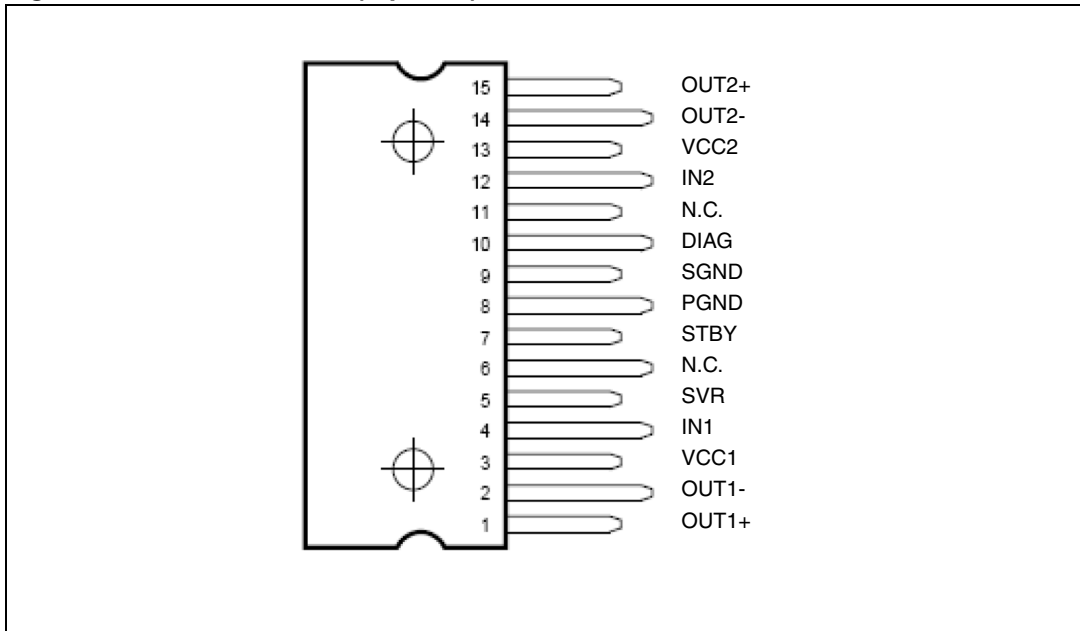 15 OUT2+
14 OUT2-
13 VCC2
12 IN2
11 N.C.
10 DIAG
9 SGND
8 PGND
7 STBY
6 N.C.
5 SVR
4 IN1
3 VCC1
2 OUT1-
1 OUT1+